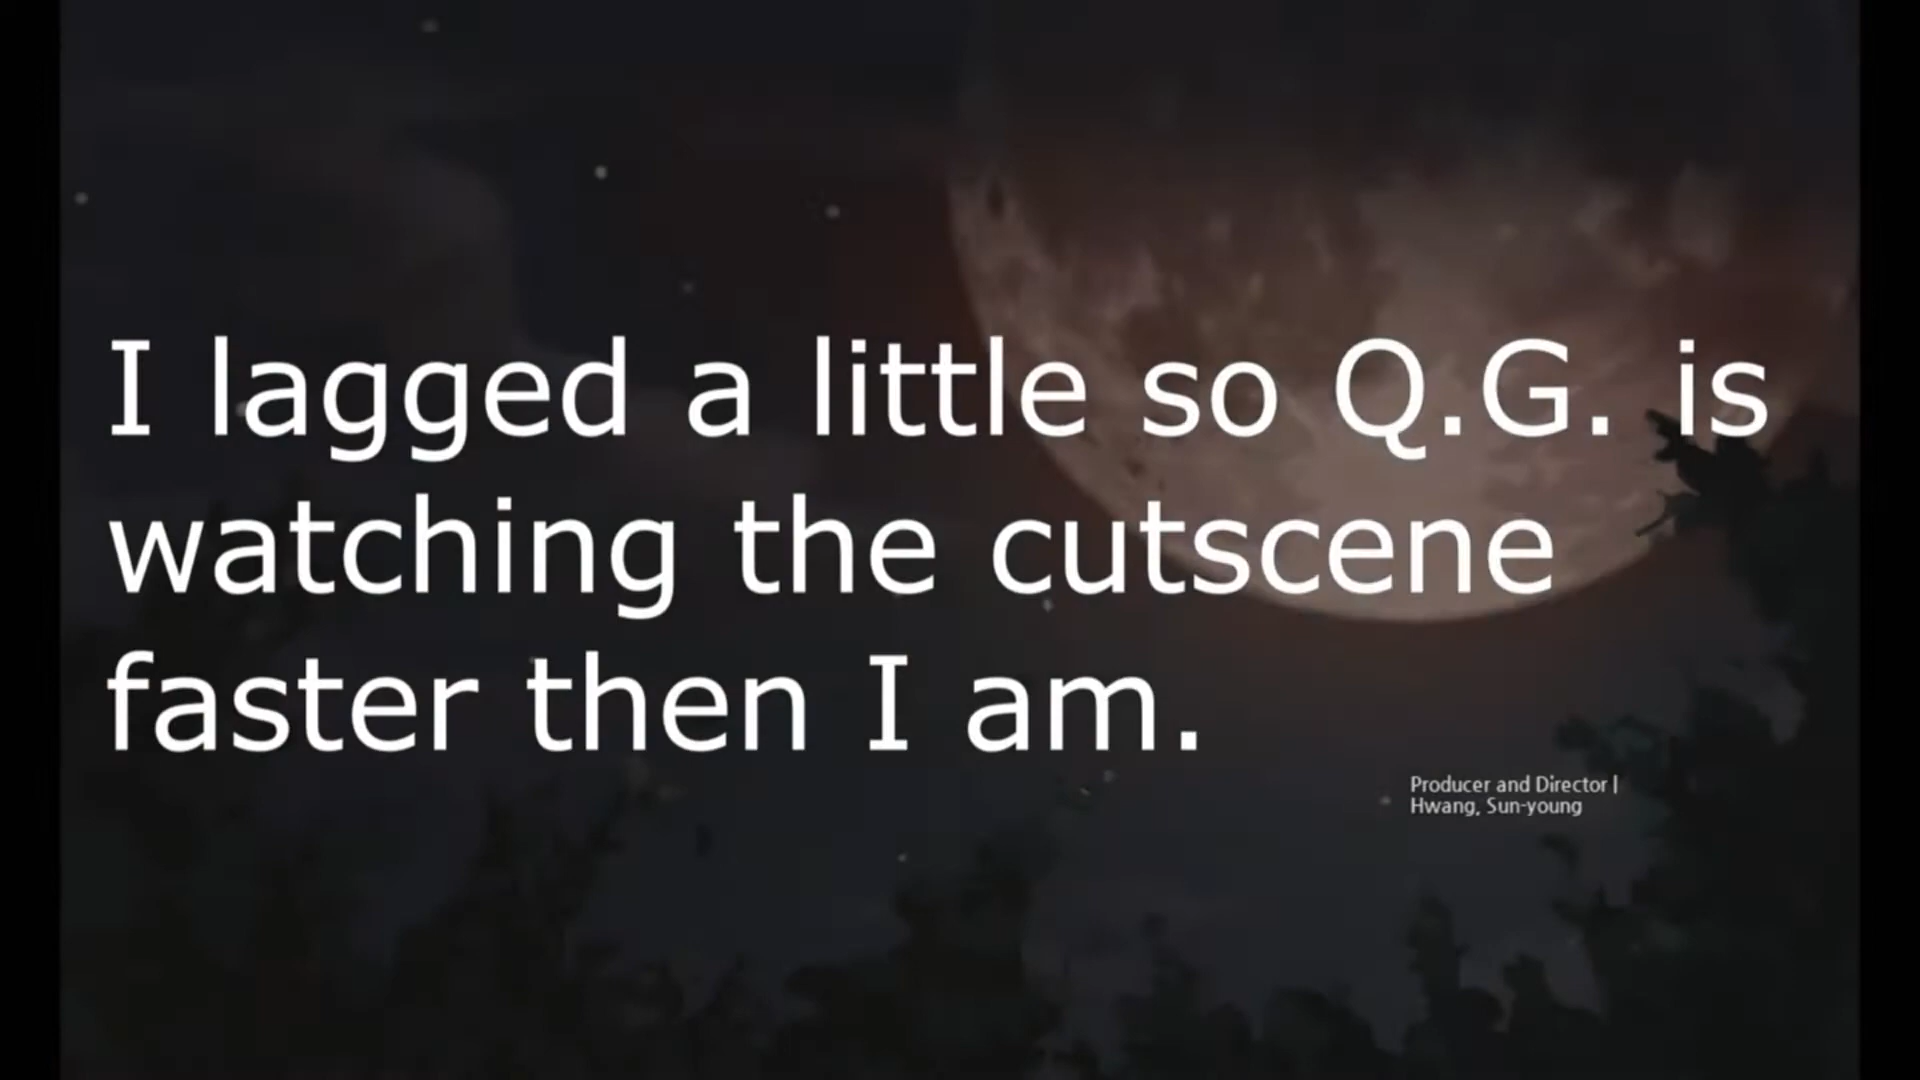 I lagged a little so Q.G. is
watching the cutscene
faster then I am.
Producer and Director |
Hwang, Sun-young